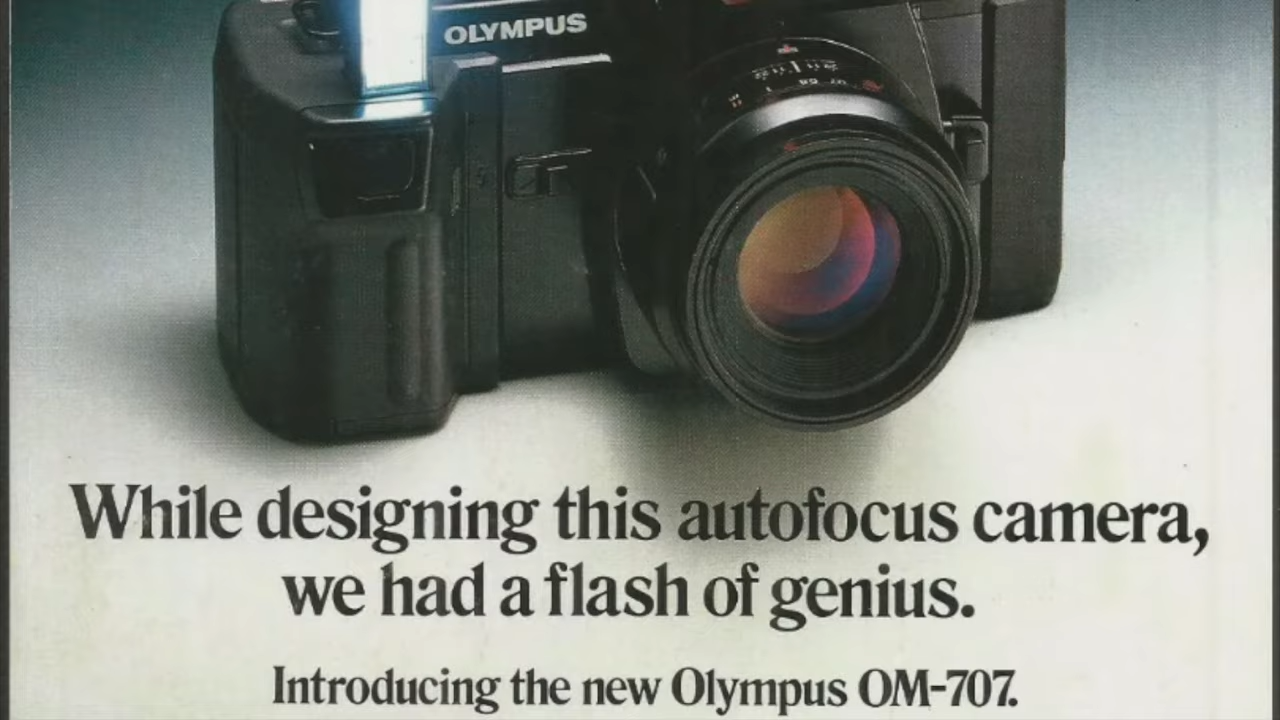 OLYMPUS
While designing this autofocus camera,
we had a flash of genius.
Introducing the new Olympus OM-707.